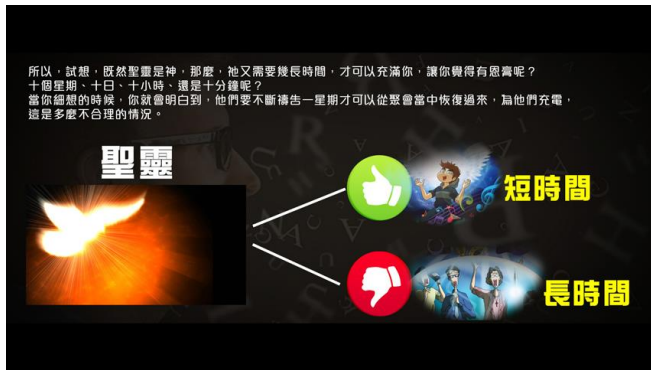 所以，試想，既然聖靈是神，那麼，祂又需要幾長時間，才可以充滿你，讓你覺得有恩膏呢？
十個星期、十日、十小時、還是十分鐘呢？
當你細想的時候，你就會明白到，他們要不斷禱告一星期才可以從聚會當中恢復過來，為他們充電，
這是多麼不合理的情況。
聖靈
短時間
長時間